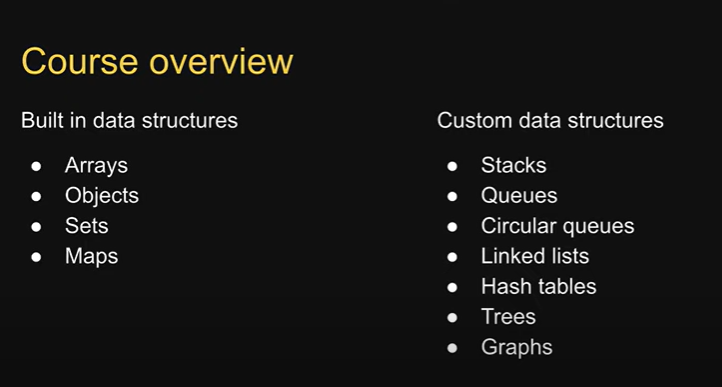 Course overview
Built in data structures
● Arrays
● Objects
● Sets
● Maps
Custom data structures
● Stacks
● Queues
● Circular queues
● Linked lists
● Hash tables
● Trees
● Graphs